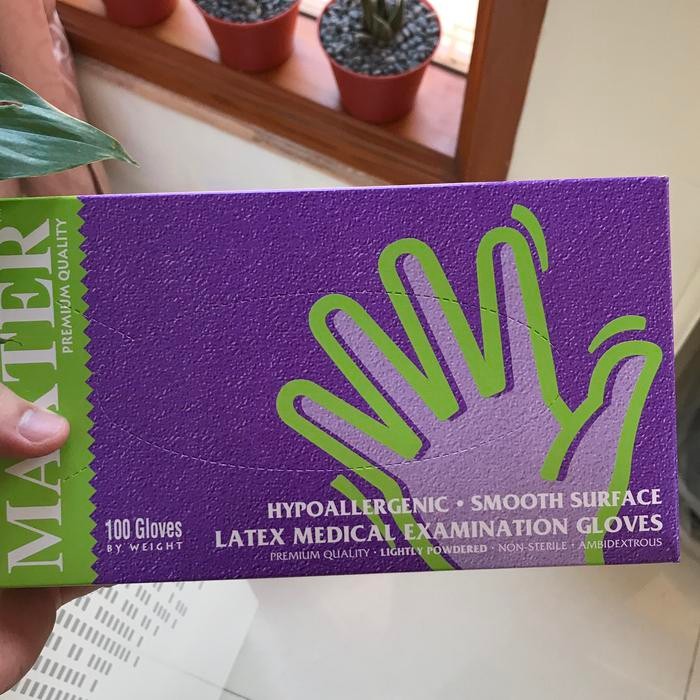 MAXTER
PREMIUM QUALITY
100 Gloves
BY WEIGHT
HYPOALLERGENIC • SMOOTH SURFACE
LATEX MEDICAL EXAMINATION GLOVES
PREMIUM QUALITY · LIGHTLY POWDERED · NON-STERILE · AMBIDEXTROUS